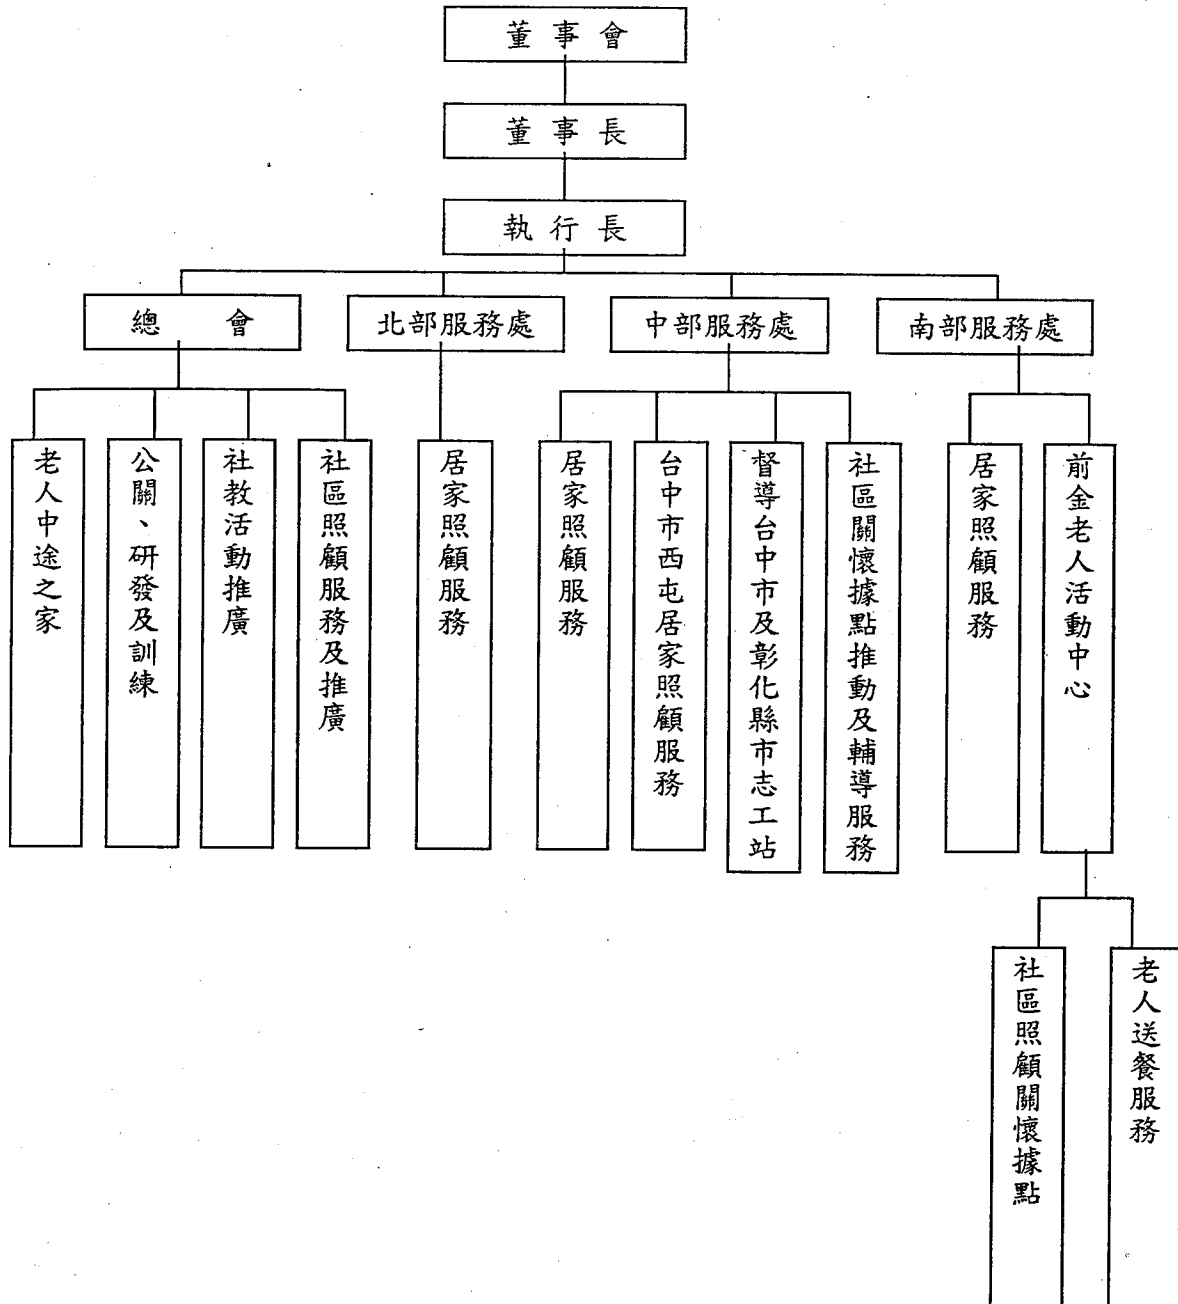 董事會
董事長
執行長
總會
北部服務處
中部服務處
南部服務處
老人中途之家
公關、研發及訓練
社教活動推廣
社區照顧服務及推廣
居家照顧服務
居家照顧服務
台中市西屯居家照顧服務
督導台中市及彰化縣市志工站
社區關懷據點推動及輔導服務
居家照顧服務
前金老人活動中心
社區照顧關懷據點
老人送餐服務